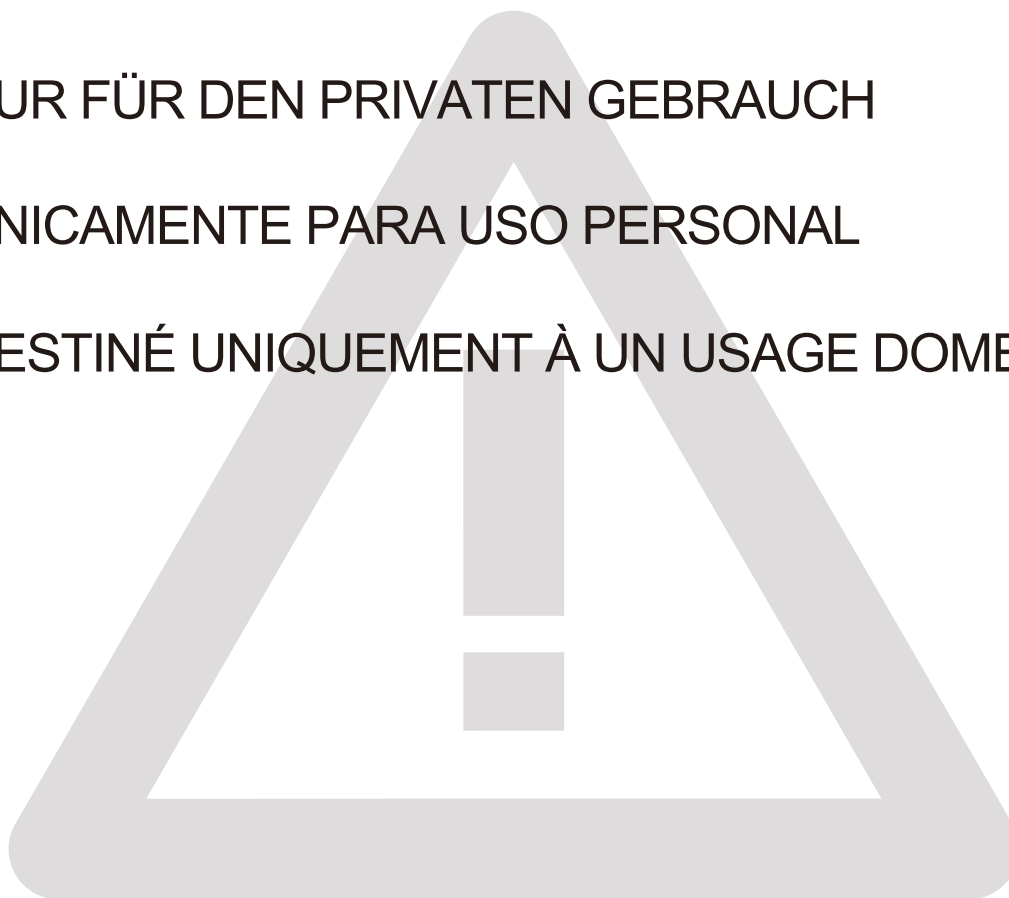 UR FÜR DEN PRIVATEN GEBRAUCH
NICAMENTE PARA USO PERSONAL
ESTINÉ UNIQUEMENT À UN USAGE DOME